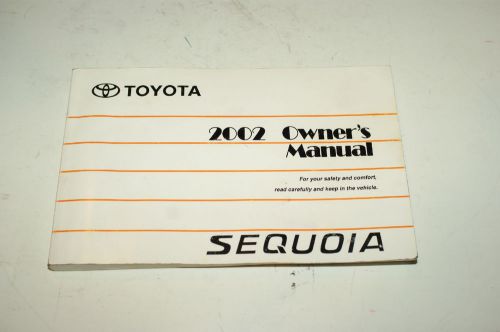 TOYOTA
2002 Owner's
Manual
For your safety and comfort,
read carefully and keep in the vehicle.
SEQUOIA